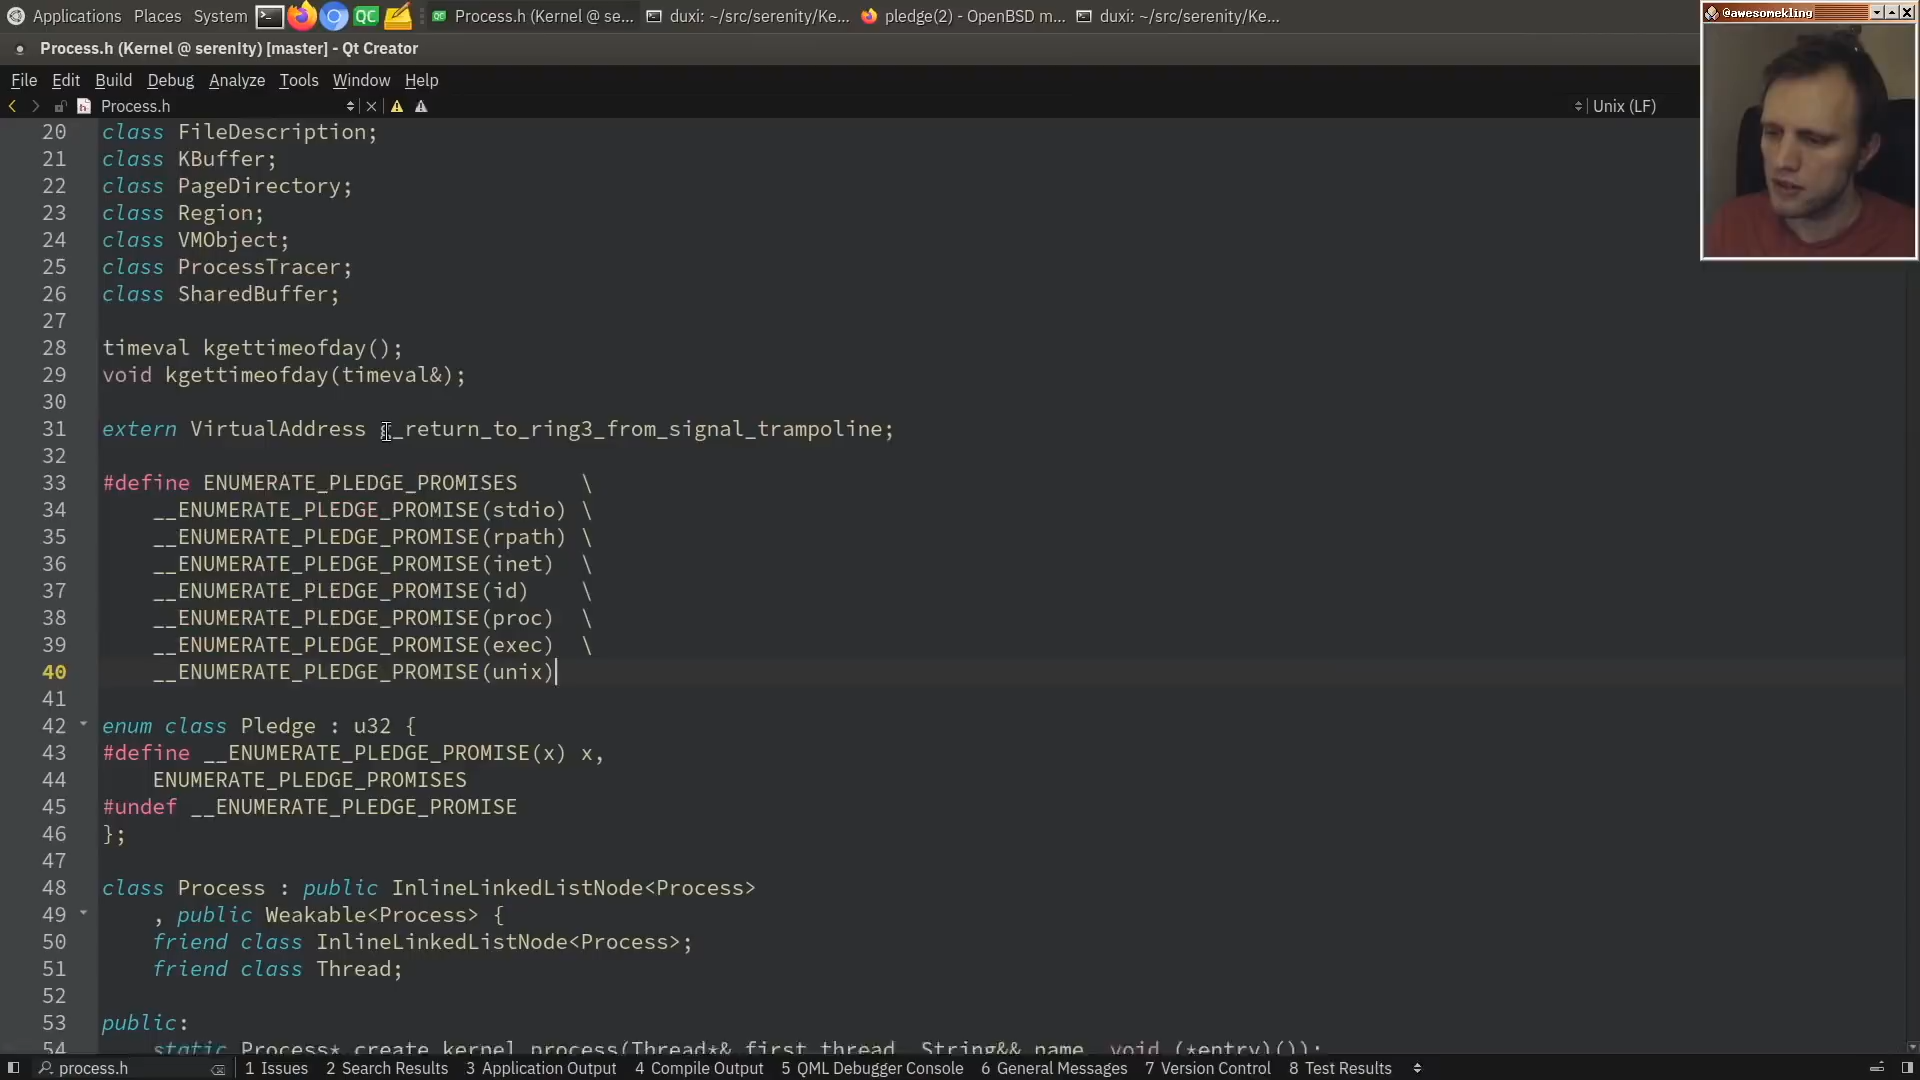 Applications Places System Process.h (Kernel @ se... duxi: ~/src/serenity/Ke... pledge(2) - OpenBSD m... duxi: ~/src/serenity/Ke...
@awesomekling
Process.h (Kernel @ serenity) [master] - Qt Creator
File Edit Build Debug Analyze Tools Window Help
Process.h Unix (LF)
20 class FileDescription;
21 class KBuffer;
22 class PageDirectory;
23 class Region;
24 class VMObject;
25 class ProcessTracer;
26 class SharedBuffer;
27
28 timeval kgettimeofday();
29 void kgettimeofday(timeval&);
30
31 extern VirtualAddress g_return_to_ring3_from_signal_trampoline;
32
33 #define ENUMERATE_PLEDGE_PROMISES \
34 __ENUMERATE_PLEDGE_PROMISE(stdio) \
35 __ENUMERATE_PLEDGE_PROMISE(rpath) \
36 __ENUMERATE_PLEDGE_PROMISE(inet) \
37 __ENUMERATE_PLEDGE_PROMISE(id) \
38 __ENUMERATE_PLEDGE_PROMISE(proc) \
39 __ENUMERATE_PLEDGE_PROMISE(exec) \
40 __ENUMERATE_PLEDGE_PROMISE(unix)
41
42 enum class Pledge : u32 {
43 #define __ENUMERATE_PLEDGE_PROMISE(x) x,
44 ENUMERATE_PLEDGE_PROMISES
45 #undef __ENUMERATE_PLEDGE_PROMISE
46 };
47
48 class Process : public InlineLinkedListNode<Process>
49 , public Weakable<Process> {
50 friend class InlineLinkedListNode<Process>;
51 friend class Thread;
52
53 public:
54 static Process* create_kernel_process(Thread*& first_thread, String&& name, void (*entry)());
process.h 1 Issues 2 Search Results 3 Application Output 4 Compile Output 5 QML Debugger Console 6 General Messages 7 Version Control 8 Test Results